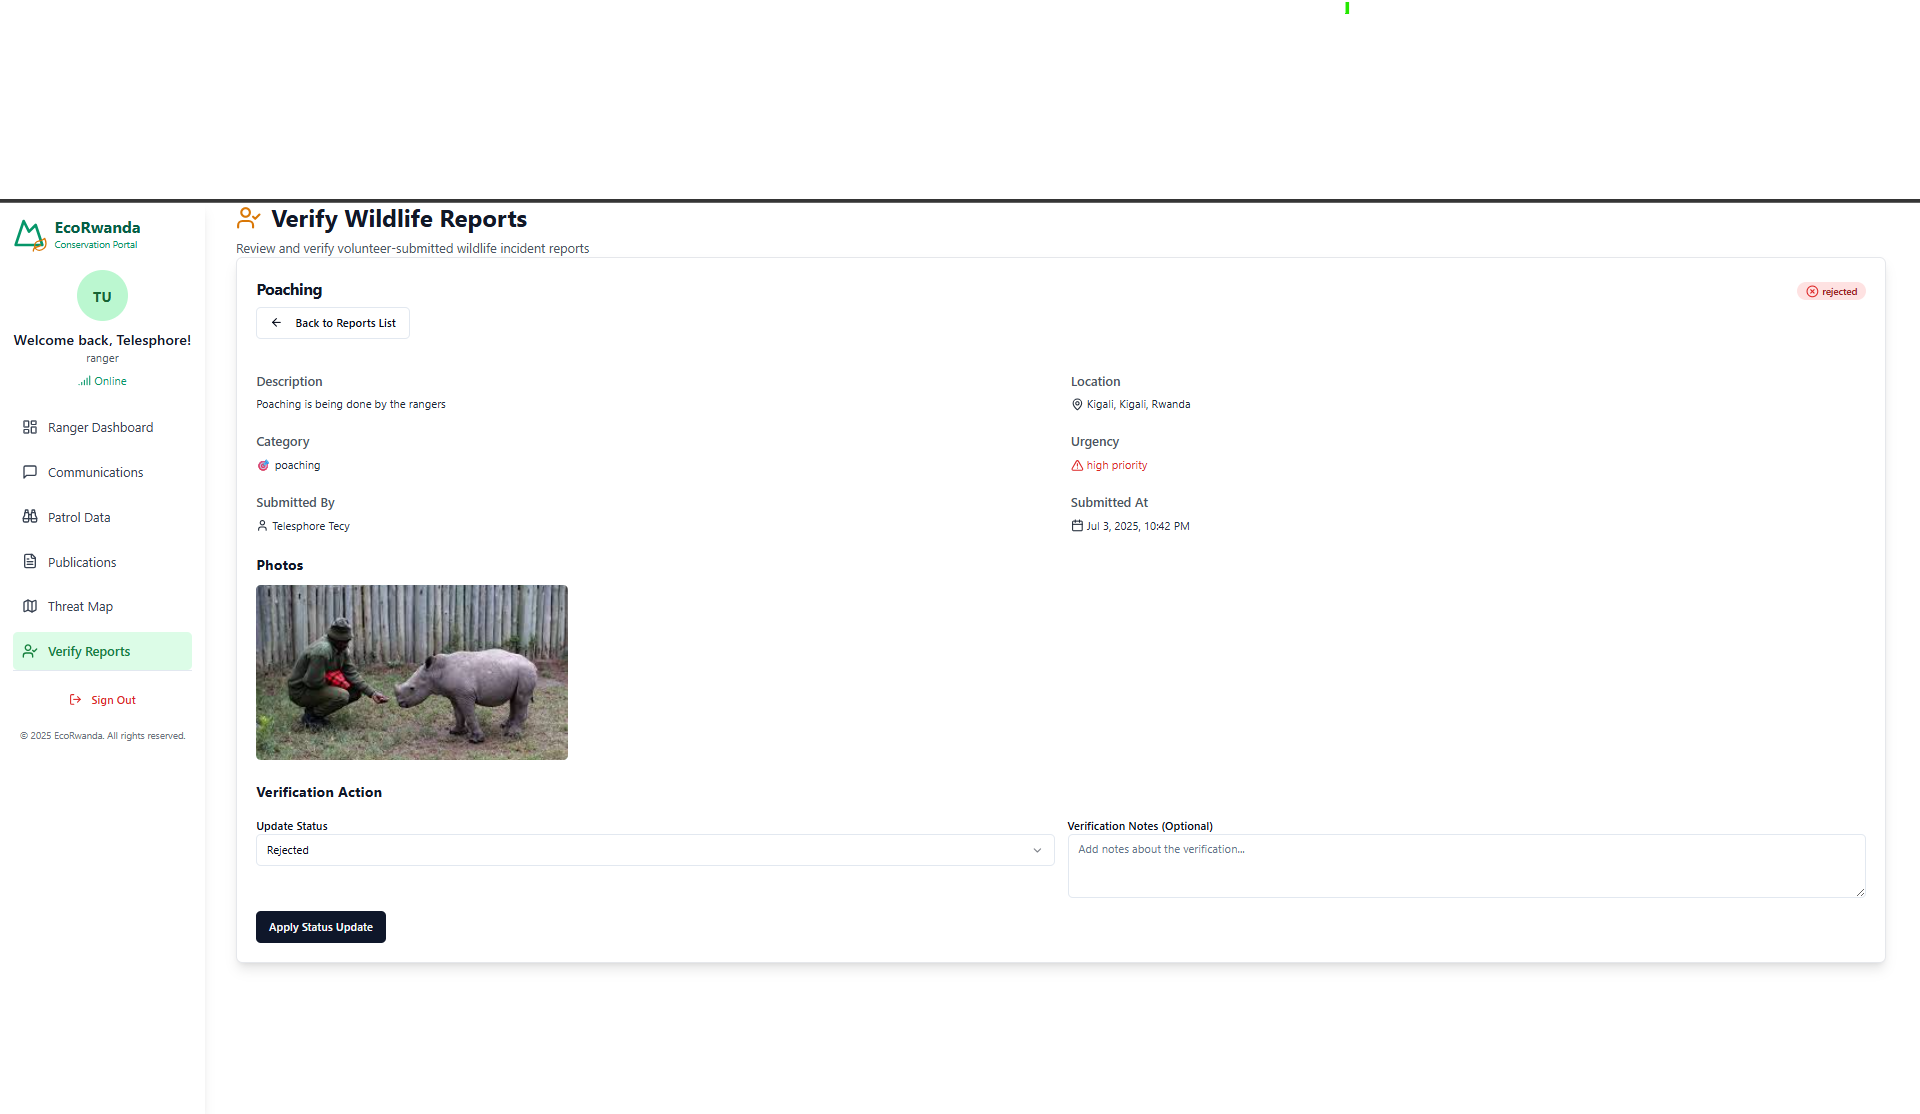 EcoRwanda
Conservation Portal
TU
Welcome back, Telesphore!
ranger
Online
Ranger Dashboard
Communications
Patrol Data
Publications
Threat Map
Verify Reports
Sign Out
© 2025 EcoRwanda. All rights reserved.
Verify Wildlife Reports
Review and verify volunteer-submitted wildlife incident reports
Poaching
rejected
Back to Reports List
Description
Poaching is being done by the rangers
Location
Kigali, Kigali, Rwanda
Category
poaching
Urgency
high priority
Submitted By
Telesphore Tecy
Submitted At
Jul 3, 2025, 10:42 PM
Photos
Verification Action
Update Status
Rejected
Verification Notes (Optional)
Add notes about the verification...
Apply Status Update